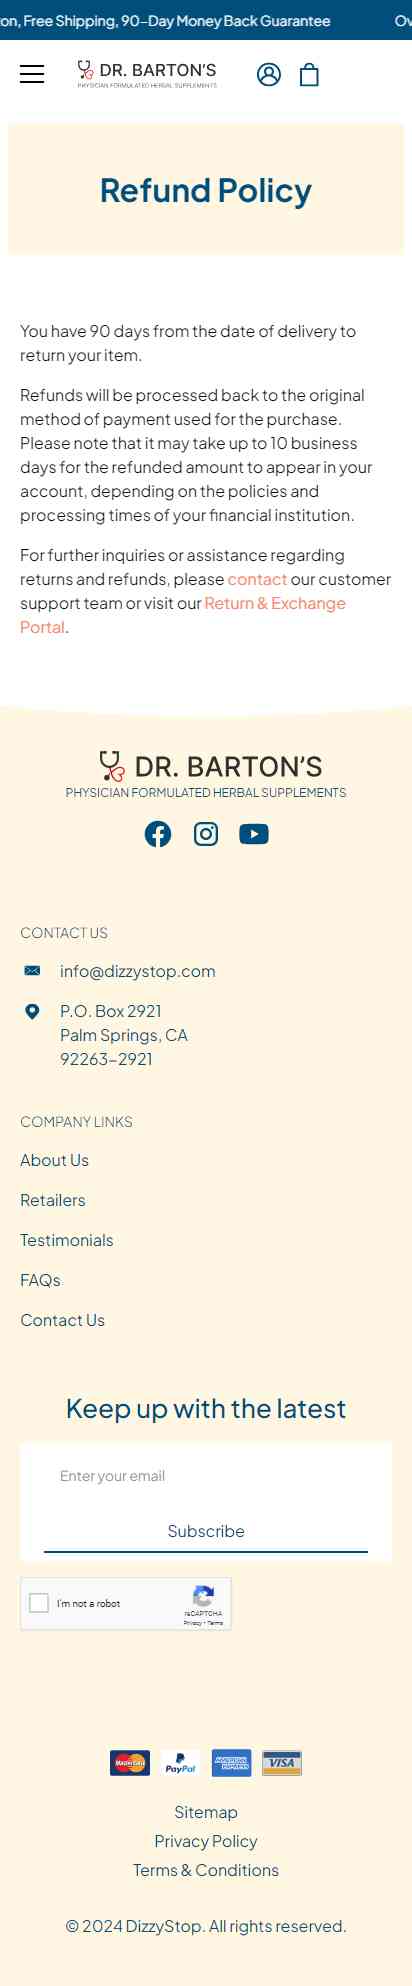 on, Free Shipping, 90-Day Money Back Guarantee Ov
DR. BARTON'S
PHYSICIAN FORMULATED HERBAL SUPPLEMENTS
Refund Policy
You have 90 days from the date of delivery to
return your item.
Refunds will be processed back to the original
method of payment used for the purchase.
Please note that it may take up to 10 business
days for the refunded amount to appear in your
account, depending on the policies and
processing times of your financial institution.
For further inquiries or assistance regarding
returns and refunds, please contact our customer
support team or visit our Return & Exchange
Portal.
DR. BARTON'S
PHYSICIAN FORMULATED HERBAL SUPPLEMENTS
CONTACT US
info@dizzystop.com
P.O. Box 2921
Palm Springs, CA
92263-2921
COMPANY LINKS
About Us
Retailers
Testimonials
FAQs
Contact Us
Keep up with the latest
Enter your email
Subscribe
I'm not a robot
reCAPTCHA
Privacy - Terms
MasterCard PayPal AMERICAN EXPRESS VISA
Sitemap
Privacy Policy
Terms & Conditions
© 2024 DizzyStop. All rights reserved.